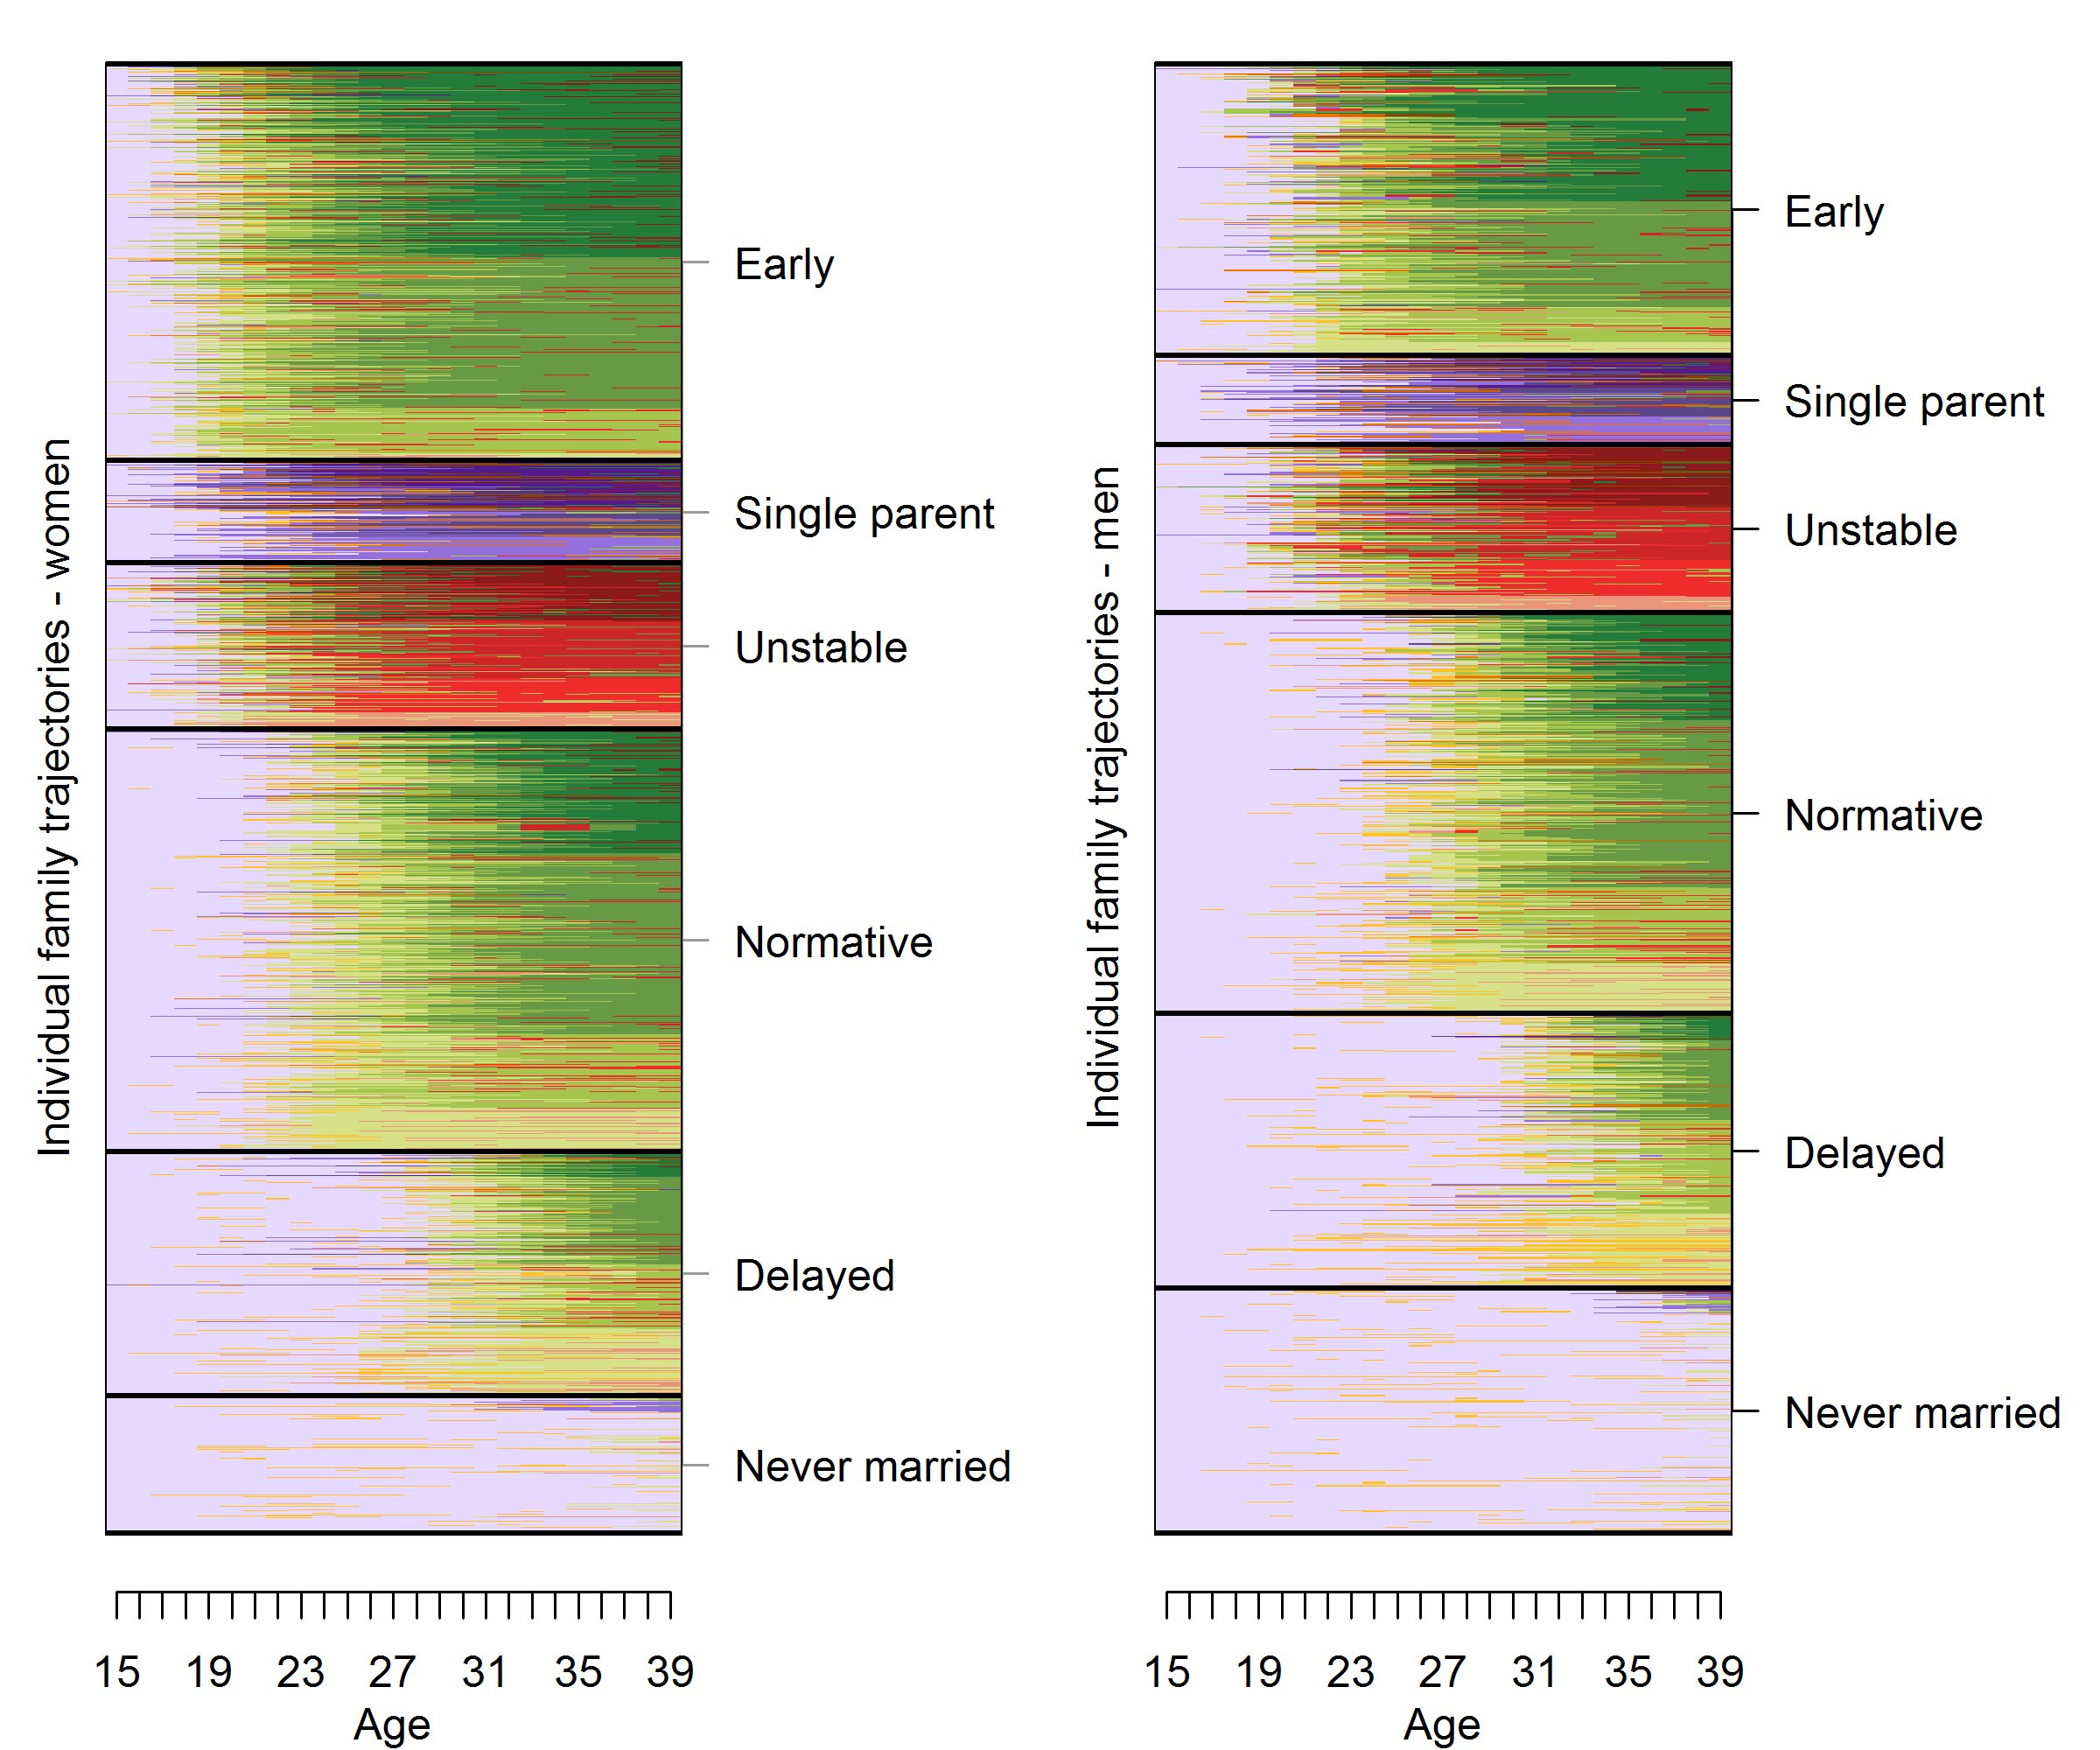 Individual family trajectories - women
Early
Single parent
Unstable
Normative
Delayed
Never married
15 19 23 27 31 35 39
Age
Individual family trajectories - men
Early
Single parent
Unstable
Normative
Delayed
Never married
15 19 23 27 31 35 39
Age